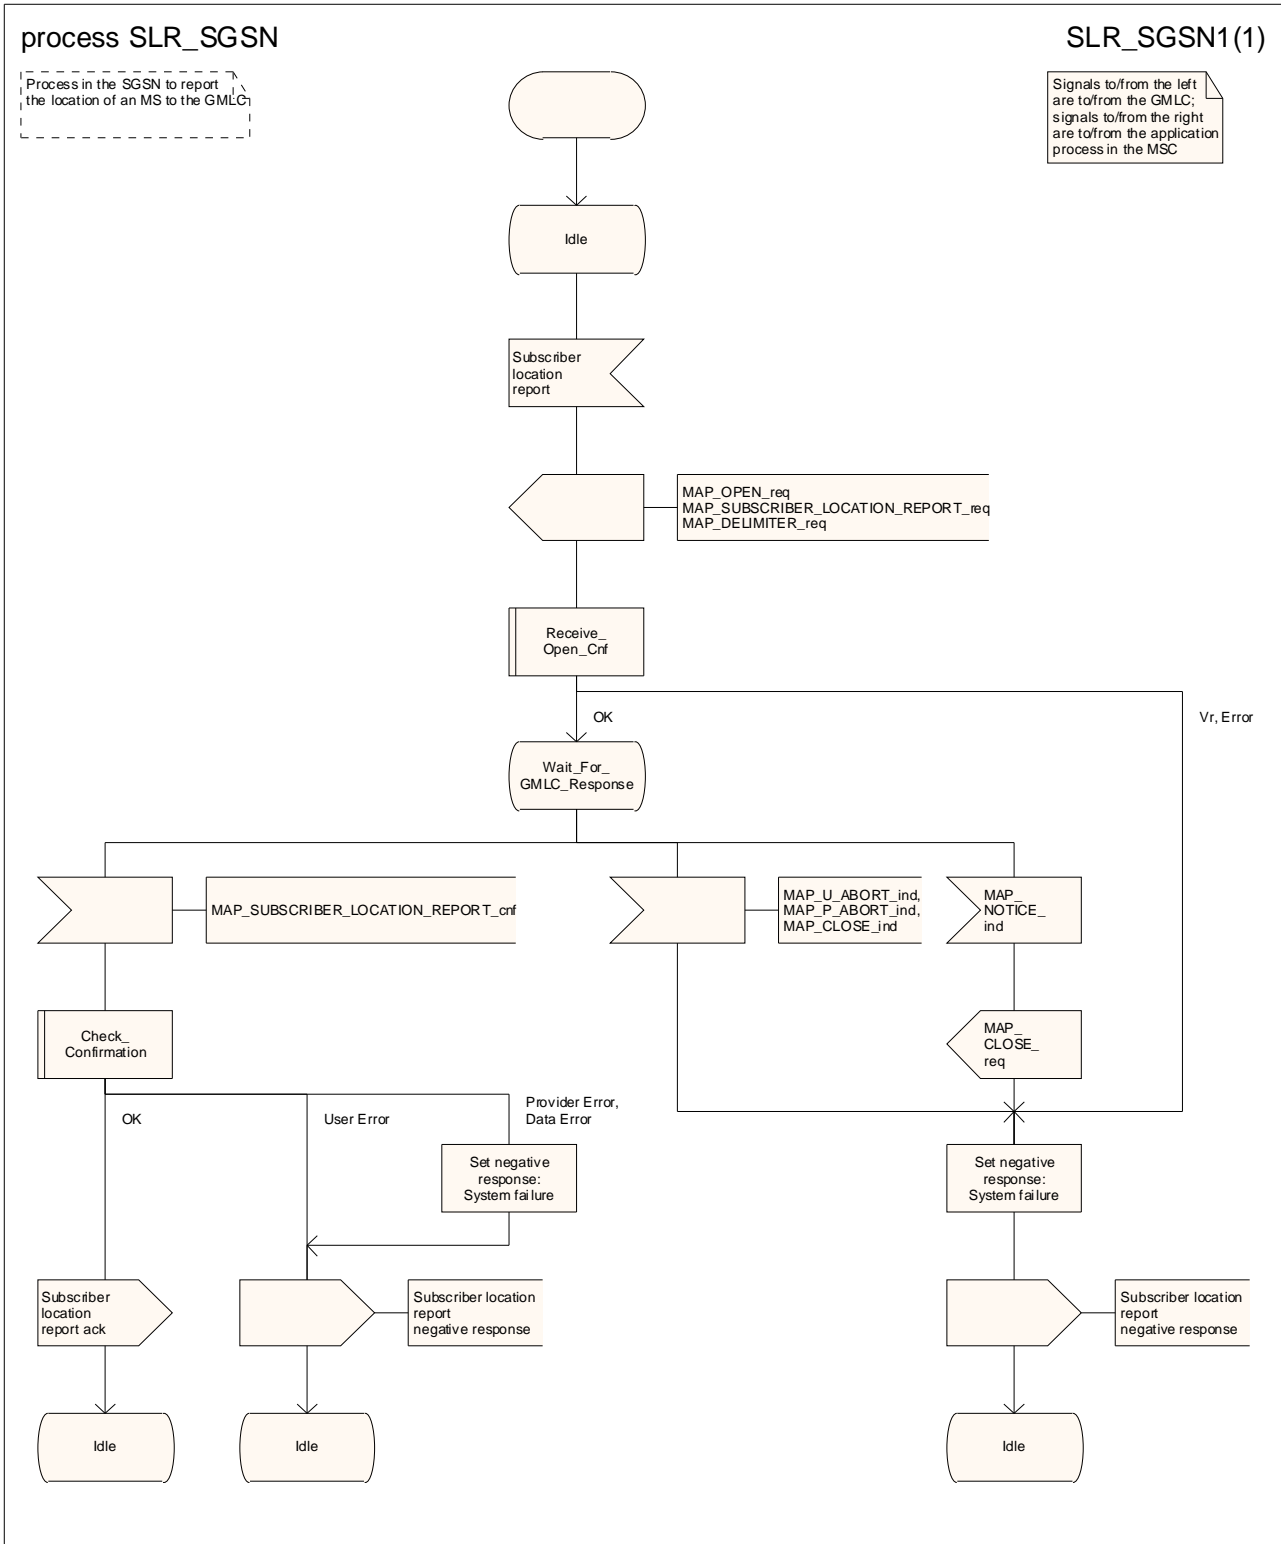 process SLR_SGSN
SLR_SGSN1(1)
Process in the SGSN to report
the location of an MS to the GMLC
Signals to/from the left
are to/from the GMLC;
signals to/from the right
are to/from the application
process in the MSC
Idle
Subscriber
location
report
MAP_OPEN_req
MAP_SUBSCRIBER_LOCATION_REPORT_req
MAP_DELIMITER_req
Receive_
Open_Cnf
OK
Vr, Error
Wait_For_
GMLC_Response
MAP_SUBSCRIBER_LOCATION_REPORT_cnf
MAP_U_ABORT_ind,
MAP_P_ABORT_ind,
MAP_CLOSE_ind
MAP_
NOTICE_
ind
Check_
Confirmation
MAP_
CLOSE_
req
OK
User Error
Provider Error,
Data Error
Set negative
response:
System failure
Set negative
response:
System failure
Subscriber
location
report ack
Subscriber location
report
negative response
Subscriber location
report
negative response
Idle
Idle
Idle